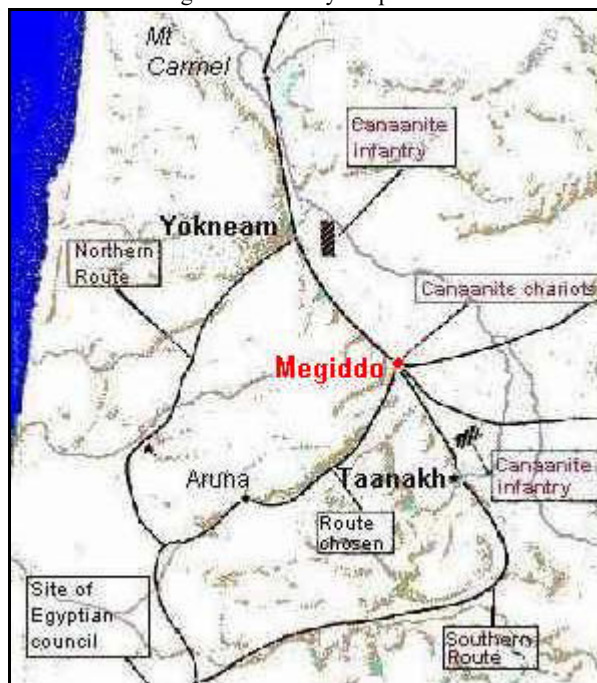 Mt
Carmel
Canaanite
infantry
Yokneam
Northern
Route
Canaanite chariots
Megiddo
Aruna
Taanakh
Canaanite
infantry
Route
chosen
Site of
Egyptian
council
Southern
Route